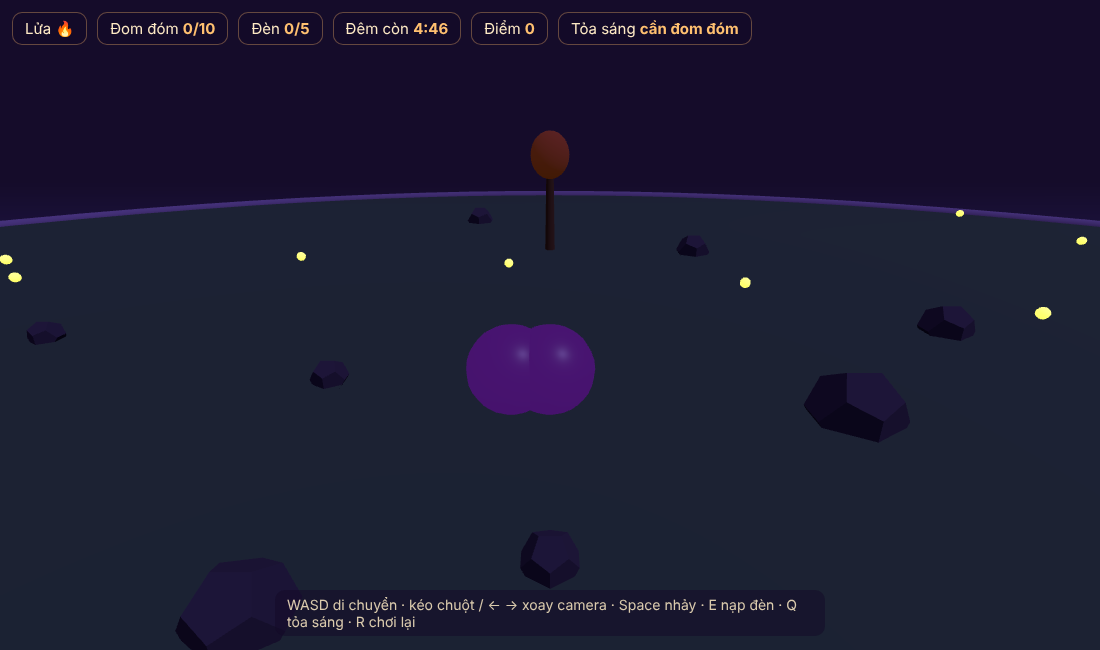 Lửa 🔥 Đom đóm 0/10 Đèn 0/5 Đêm còn 4:46 Điểm 0 Tỏa sáng cần đom đóm
WASD di chuyển · kéo chuột / ← → xoay camera · Space nhảy · E nạp đèn · Q
tỏa sáng · R chơi lại